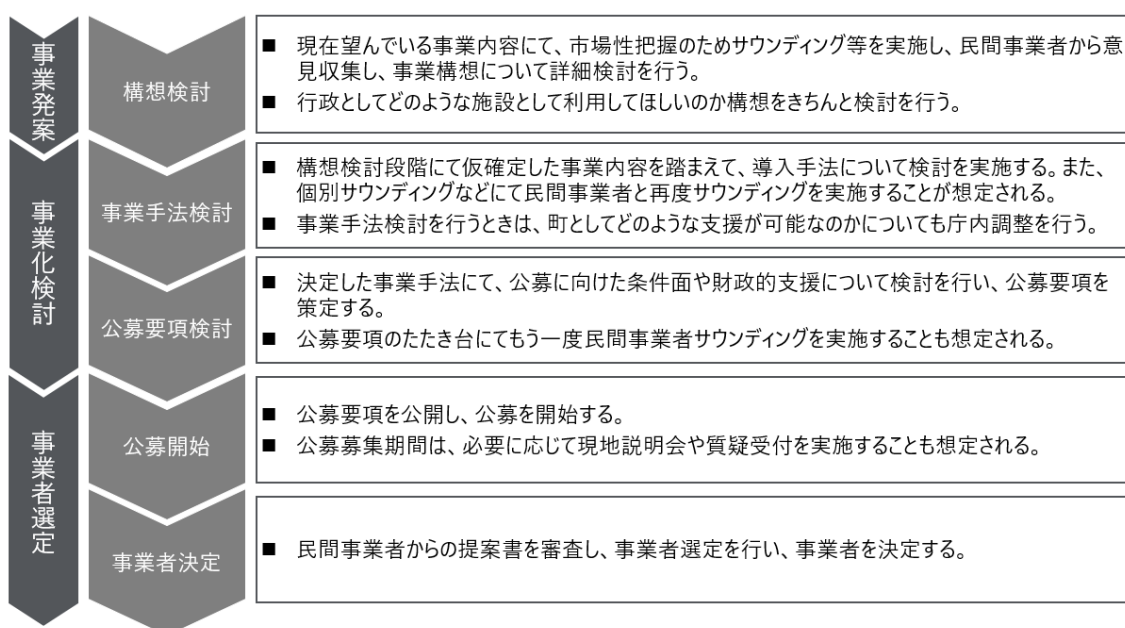 事業発案
構想検討
■ 現在望んでいる事業内容にて、市場性把握のためサウンディング等を実施し、民間事業者から意
見収集し、事業構想について詳細検討を行う。
■ 行政としてどのような施設として利用してほしいのか構想をきちんと検討を行う。
事業化検討
事業手法検討
■ 構想検討段階にて仮確定した事業内容を踏まえて、導入手法について検討を実施する。また、
個別サウンディングなどにて民間事業者と再度サウンディングを実施することが想定される。
■ 事業手法検討を行うときは、町としてどのような支援が可能なのかについても庁内調整を行う。
公募要項検討
■ 決定した事業手法にて、公募に向けた条件面や財政的支援について検討を行い、公募要項を
策定する。
■ 公募要項のたたき台にてもう一度民間事業者サウンディングを実施することも想定される。
事業者選定
公募開始
■ 公募要項を公開し、公募を開始する。
■ 公募募集期間は、必要に応じて現地説明会や質疑受付を実施することも想定される。
事業者決定
■ 民間事業者からの提案書を審査し、事業者選定を行い、事業者を決定する。